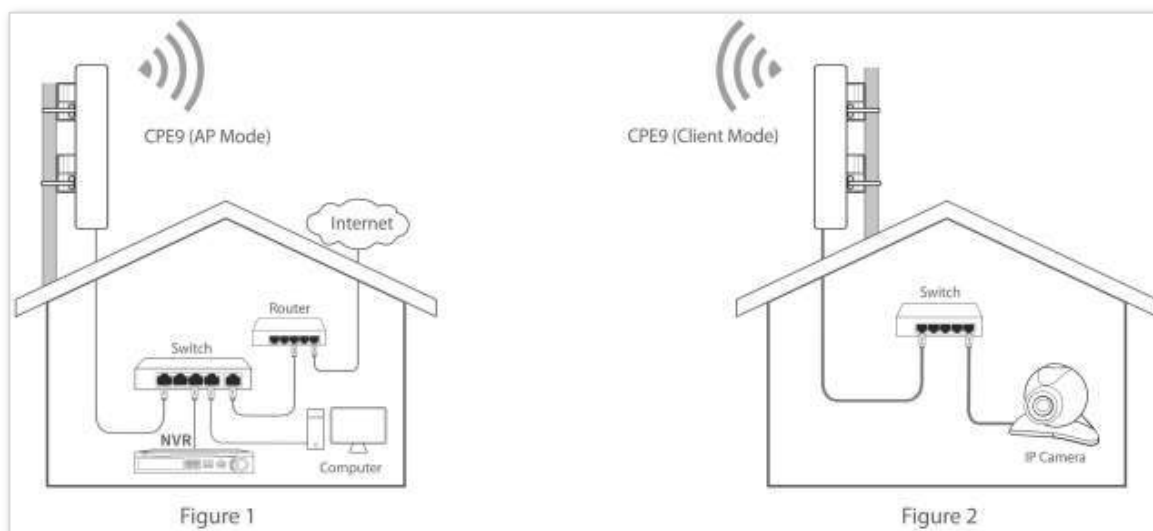 CPE9 (AP Mode)
CPE9 (Client Mode)
Internet
Router
Switch
NVR
Computer
Figure 1
Switch
IP Camera
Figure 2